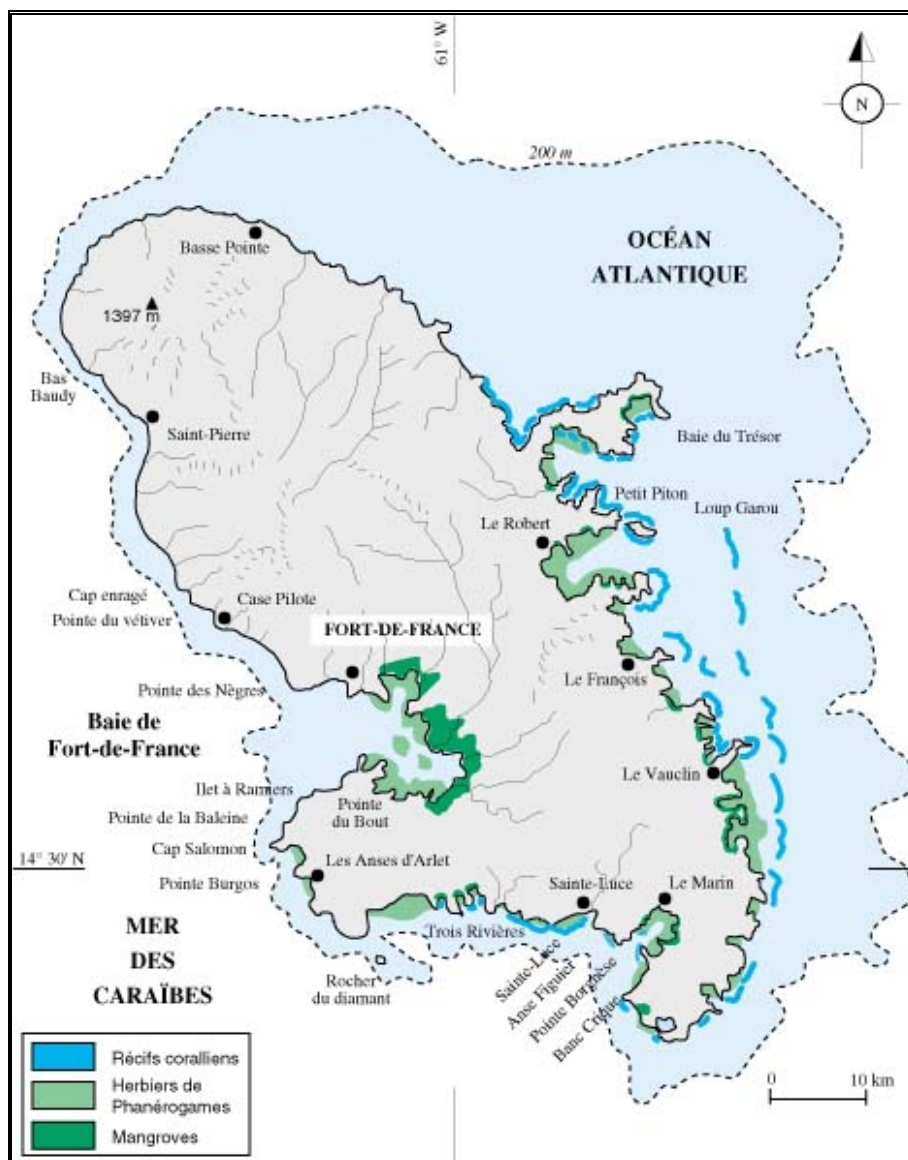 61° W
N
200 m
Basse Pointe
OCÉAN
ATLANTIQUE
1397 m
Bas
Baudy
Saint-Pierre
Baie du Trésor
Petit Piton
Loup Garou
Le Robert
Cap enragé
Case Pilote
Pointe du vétiver
FORT-DE-FRANCE
Le François
Pointe des Nègres
Baie de
Fort-de-France
Le Vauclin
Ilet à Ramiers
Pointe
du Bout
Pointe de la Baleine
Cap Salomon
14° 30' N
Les Anses d'Arlet
Pointe Burgos
Sainte-Luce
Le Marin
Trois Rivières
MER
DES
CARAÏBES
Rocher
du diamant
Sainte-Luce
Anse Figuier
Pointe Borghèse
Banc Crique
Récifs coralliens
Herbiers de
Phanérogames
Mangroves
0 10 km